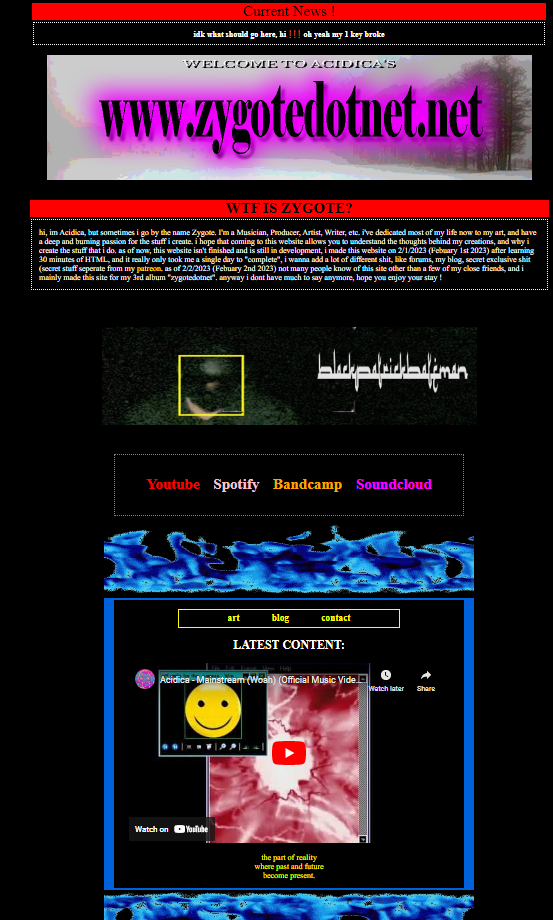 Current News !
idk what should go here, hi ❗❗❗ oh yeah my 1 key broke
WELCOME TO ACIDICA'S
www.zygotedotnet.net
WTF IS ZYGOTE?
hi, im Acidica, but sometimes i go by the name Zygote. I'm a Musician, Producer, Artist, Writer, etc. i've dedicated most of my life now to my art, and have
a deep and burning passion for the stuff i create. i hope that coming to this website allows you to understand the thoughts behind my creations, and why i
create the stuff that i do. as of now, this website isn't finished and is still in development, i made this website on 2/1/2023 (Febuary 1st 2023) after learning
30 minutes of HTML, and it really only took me a single day to "complete", i wanna add a lot of different shit, like forums, my blog, secret exclusive shit
(secret stuff seperate from my patreon. as of 2/2/2023 (Febuary 2nd 2023) not many people know of this site other than a few of my close friends, and i
mainly made this site for my 3rd album "zygotedotnet". anyway i dont have much to say anymore, hope you enjoy your stay !
blackpatrickbateman
Youtube Spotify Bandcamp Soundcloud
art blog contact
LATEST CONTENT:
Acidica - Mainstream (Woah) (Official Music Vide...
Watch later Share
Watch on YouTube
the part of reality
where past and future
become present.